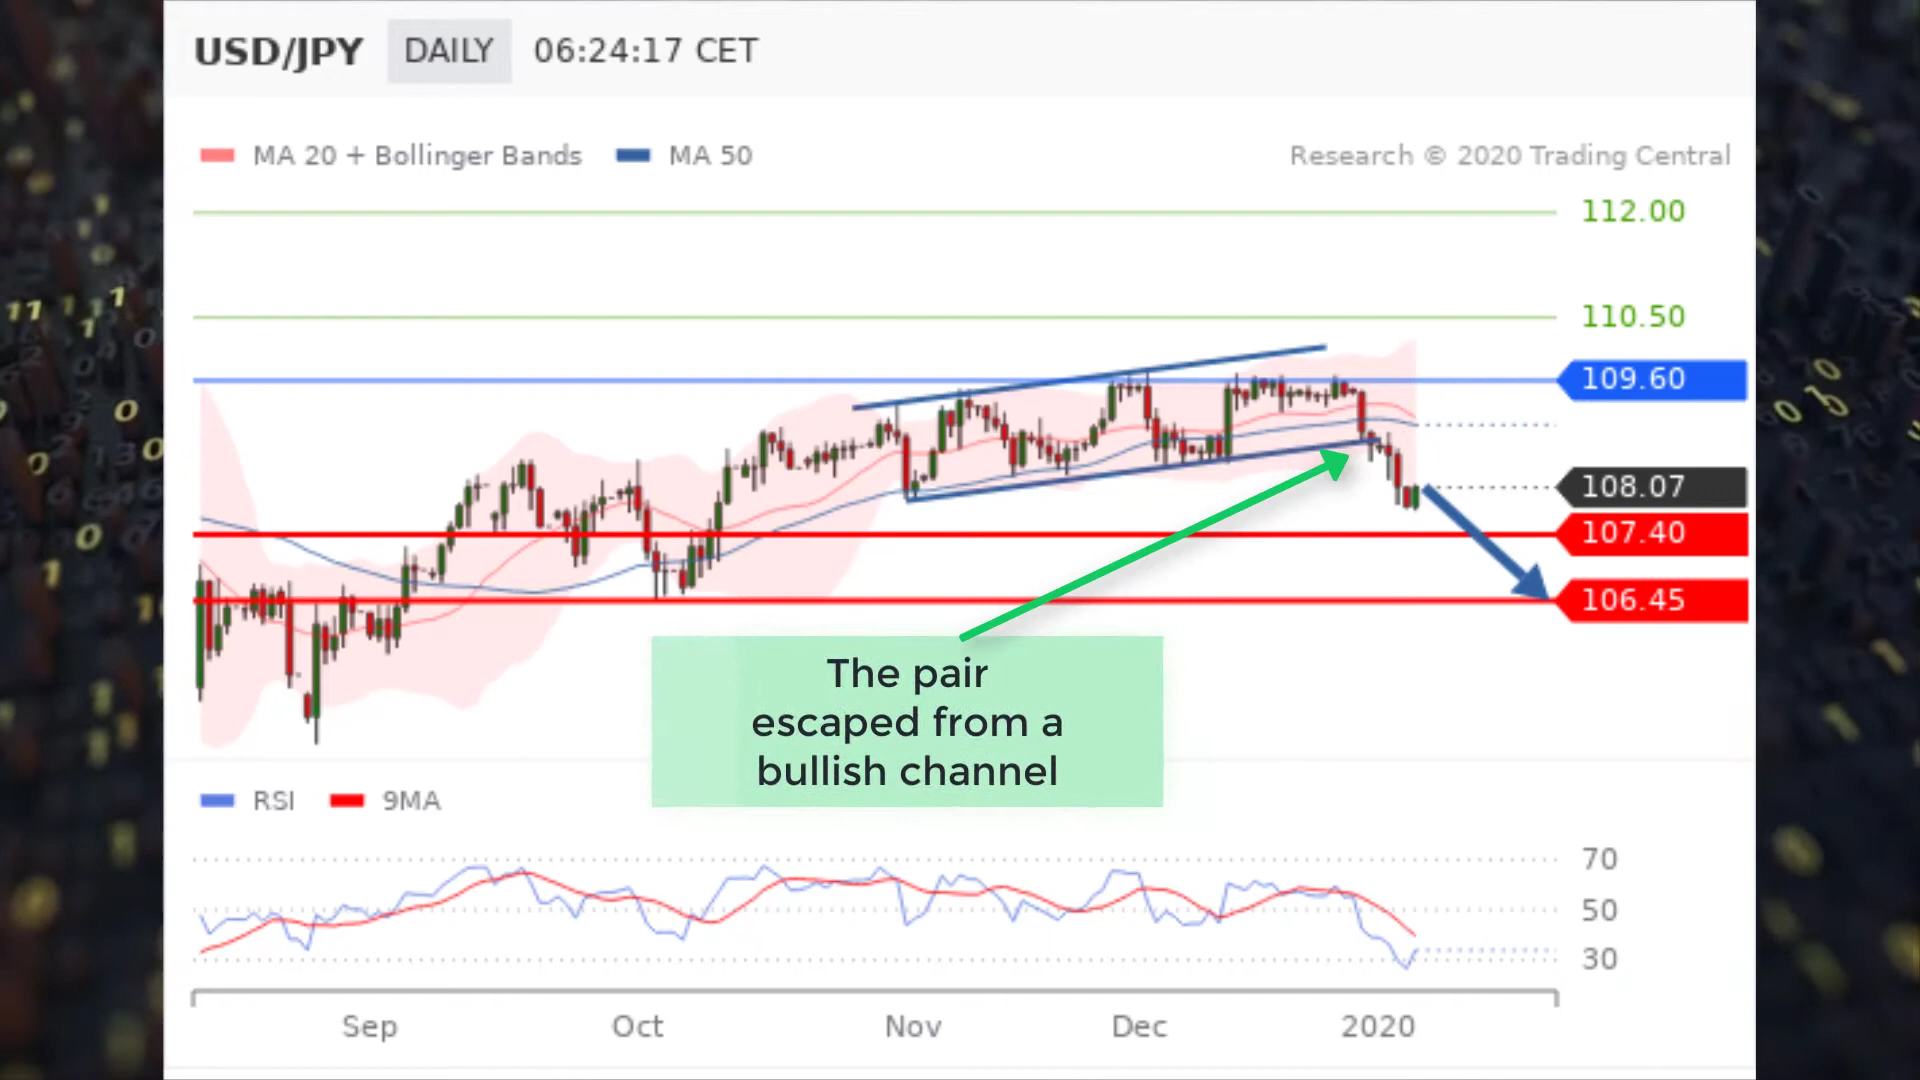 USD/JPY DAILY 06:24:17 CET
MA 20 + Bollinger Bands MA 50 Research © 2020 Trading Central
112.00
110.50
109.60
108.07
107.40
106.45
The pair
escaped from a
bullish channel
RSI 9MA
70
50
30
Sep Oct Nov Dec 2020